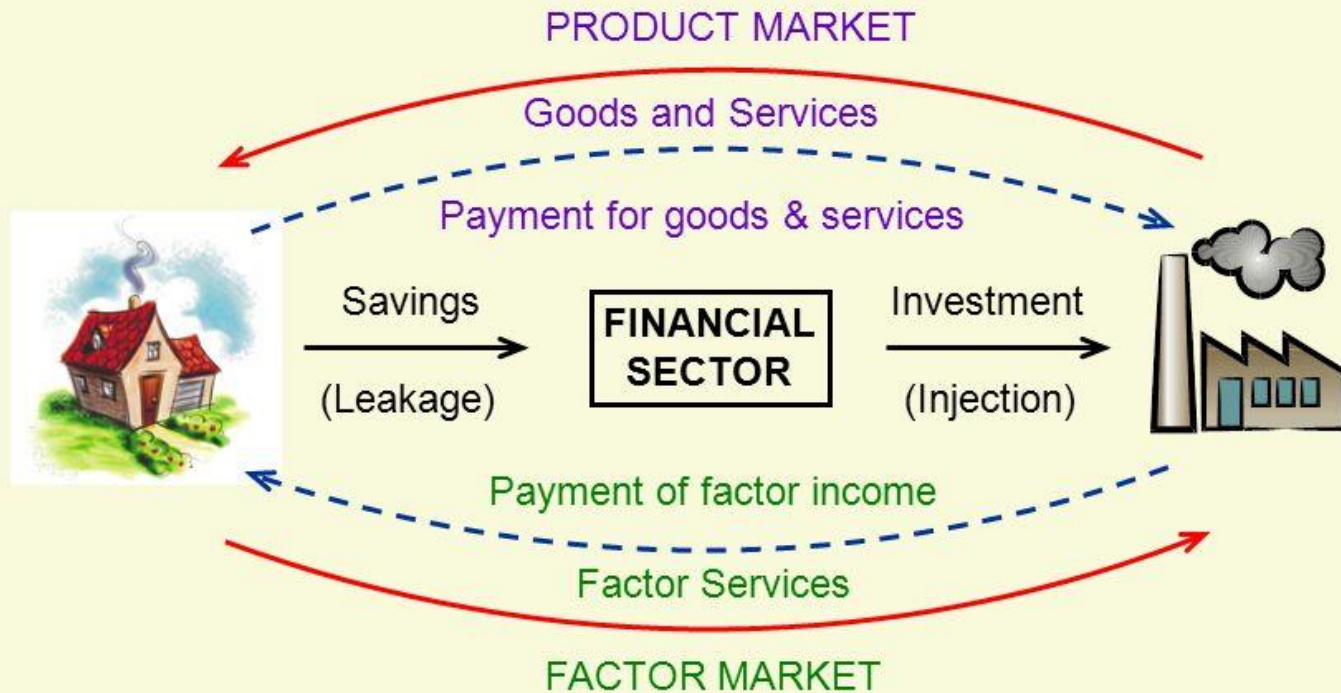 PRODUCT MARKET
Goods and Services
Payment for goods & services
Savings
(Leakage)
FINANCIAL
SECTOR
Investment
(Injection)
Payment of factor income
Factor Services
FACTOR MARKET